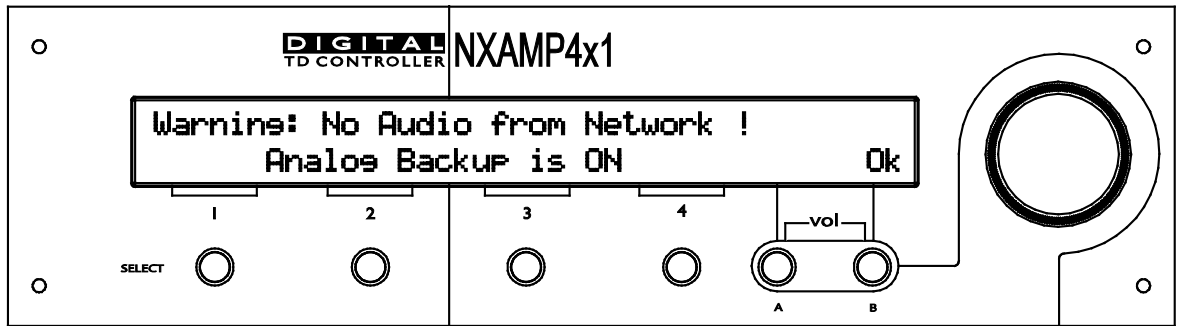 DIGITAL
TD CONTROLLER
NXAMP4x1
Warning: No Audio from Network !
Analog Backup is ON Ok
1 2 3 4
vol
SELECT
A B